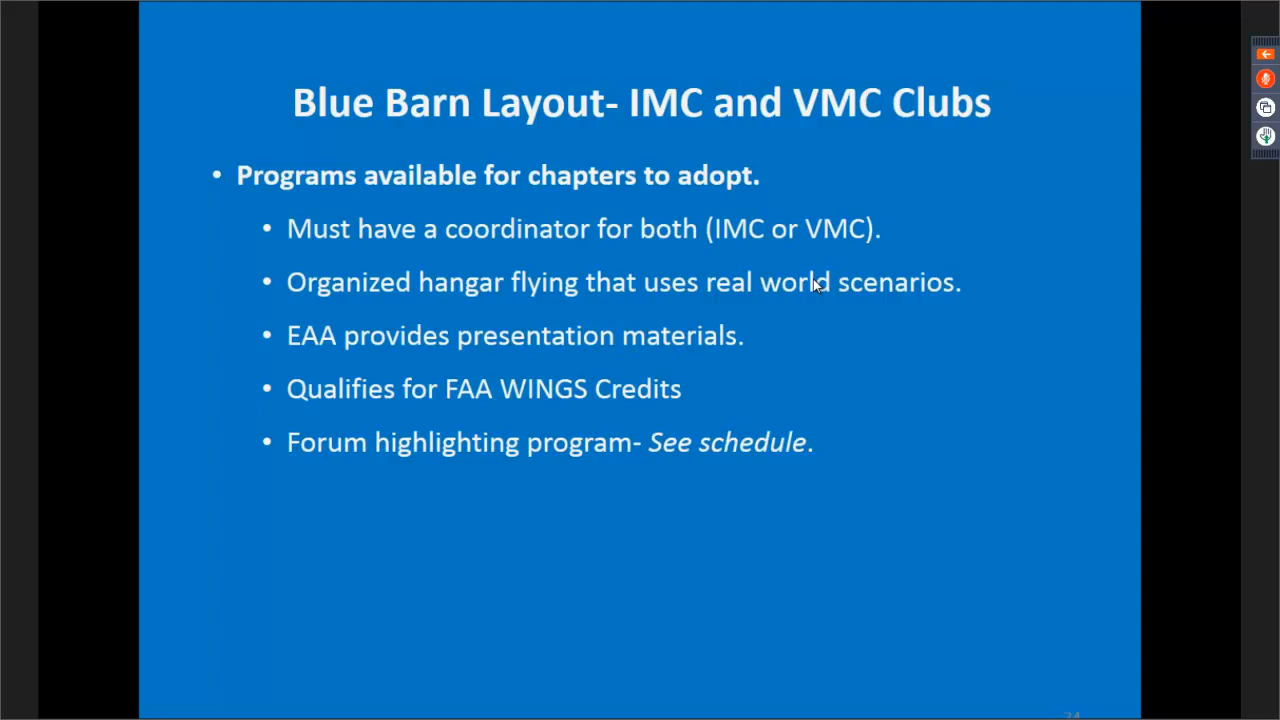 Blue Barn Layout- IMC and VMC Clubs
• Programs available for chapters to adopt.
• Must have a coordinator for both (IMC or VMC).
• Organized hangar flying that uses real world scenarios.
• EAA provides presentation materials.
• Qualifies for FAA WINGS Credits
• Forum highlighting program- See schedule.